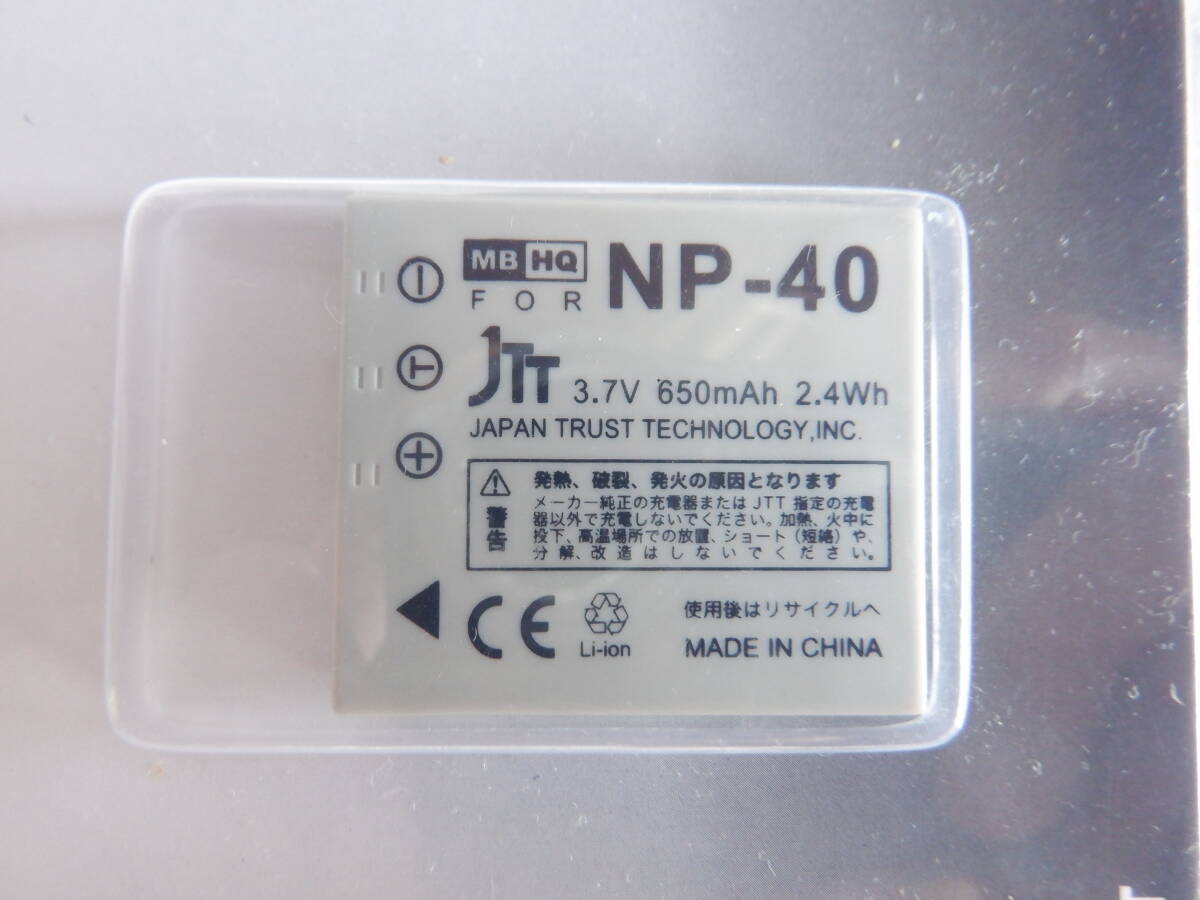 MB HQ
FOR NP-40
JTT 3.7V 650mAh 2.4Wh
JAPAN TRUST TECHNOLOGY,INC.
警告
発熱、破裂、発火の原因となります
メーカー純正の充電器またはJTT指定の充電
器以外で充電しないでください。加熱、火中に
投下、高温場所での放置、ショート(短絡)や、
分解、改造はしないでください。
CE
Li-ion
使用後はリサイクルへ
MADE IN CHINA